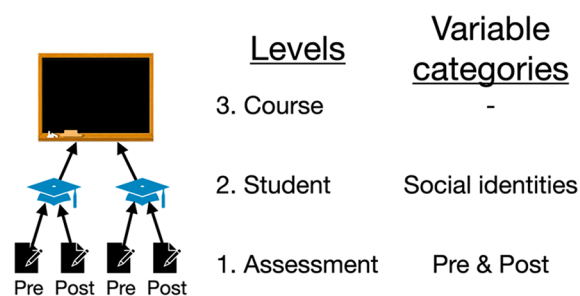 Levels
Variable
categories
3. Course
-
2. Student
Social identities
1. Assessment
Pre & Post
Pre Post Pre Post